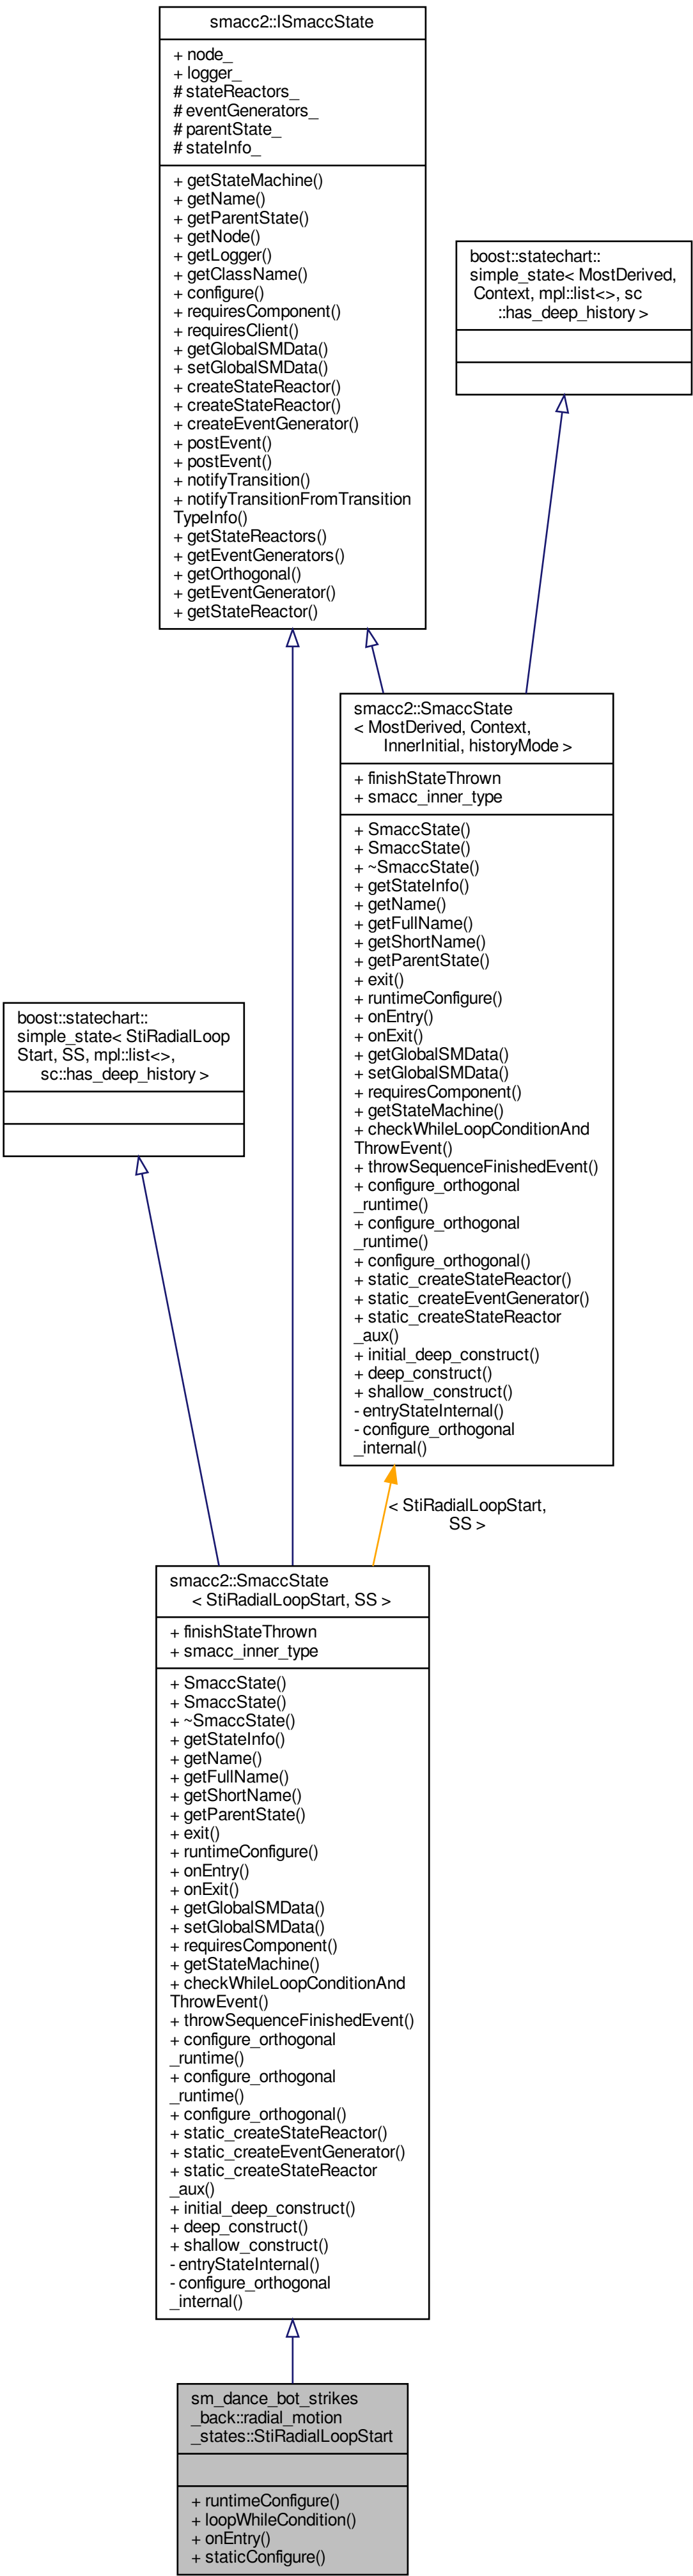 smacc2::ISmaccState
+ node_
+ logger_
# stateReactors_
# eventGenerators_
# parentState_
# stateInfo_
+ getStateMachine()
+ getName()
+ getParentState()
+ getNode()
+ getLogger()
+ getClassName()
+ configure()
+ requiresComponent()
+ requiresClient()
+ getGlobalSMData()
+ setGlobalSMData()
+ createStateReactor()
+ createStateReactor()
+ createEventGenerator()
+ postEvent()
+ postEvent()
+ notifyTransition()
+ notifyTransitionFromTransition
TypeInfo()
+ getStateReactors()
+ getEventGenerators()
+ getOrthogonal()
+ getEventGenerator()
+ getStateReactor()
boost::statechart::
simple_state< MostDerived,
Context, mpl::list<>, sc
::has_deep_history >
smacc2::SmaccState
< MostDerived, Context,
InnerInitial, historyMode >
+ finishStateThrown
+ smacc_inner_type
+ SmaccState()
+ SmaccState()
+ ~SmaccState()
+ getStateInfo()
+ getName()
+ getFullName()
+ getShortName()
+ getParentState()
+ exit()
+ runtimeConfigure()
+ onEntry()
+ onExit()
+ getGlobalSMData()
+ setGlobalSMData()
+ requiresComponent()
+ getStateMachine()
+ checkWhileLoopConditionAnd
ThrowEvent()
+ throwSequenceFinishedEvent()
+ configure_orthogonal
_runtime()
+ configure_orthogonal
_runtime()
+ configure_orthogonal()
+ static_createStateReactor()
+ static_createEventGenerator()
+ static_createStateReactor
_aux()
+ initial_deep_construct()
+ deep_construct()
+ shallow_construct()
- entryStateInternal()
- configure_orthogonal
_internal()
boost::statechart::
simple_state< StiRadialLoop
Start, SS, mpl::list<>,
sc::has_deep_history >
< StiRadialLoopStart,
SS >
smacc2::SmaccState
< StiRadialLoopStart, SS >
+ finishStateThrown
+ smacc_inner_type
+ SmaccState()
+ SmaccState()
+ ~SmaccState()
+ getStateInfo()
+ getName()
+ getFullName()
+ getShortName()
+ getParentState()
+ exit()
+ runtimeConfigure()
+ onEntry()
+ onExit()
+ getGlobalSMData()
+ setGlobalSMData()
+ requiresComponent()
+ getStateMachine()
+ checkWhileLoopConditionAnd
ThrowEvent()
+ throwSequenceFinishedEvent()
+ configure_orthogonal
_runtime()
+ configure_orthogonal
_runtime()
+ configure_orthogonal()
+ static_createStateReactor()
+ static_createEventGenerator()
+ static_createStateReactor
_aux()
+ initial_deep_construct()
+ deep_construct()
+ shallow_construct()
- entryStateInternal()
- configure_orthogonal
_internal()
sm_dance_bot_strikes
_back::radial_motion
_states::StiRadialLoopStart
+ runtimeConfigure()
+ loopWhileCondition()
+ onEntry()
+ staticConfigure()